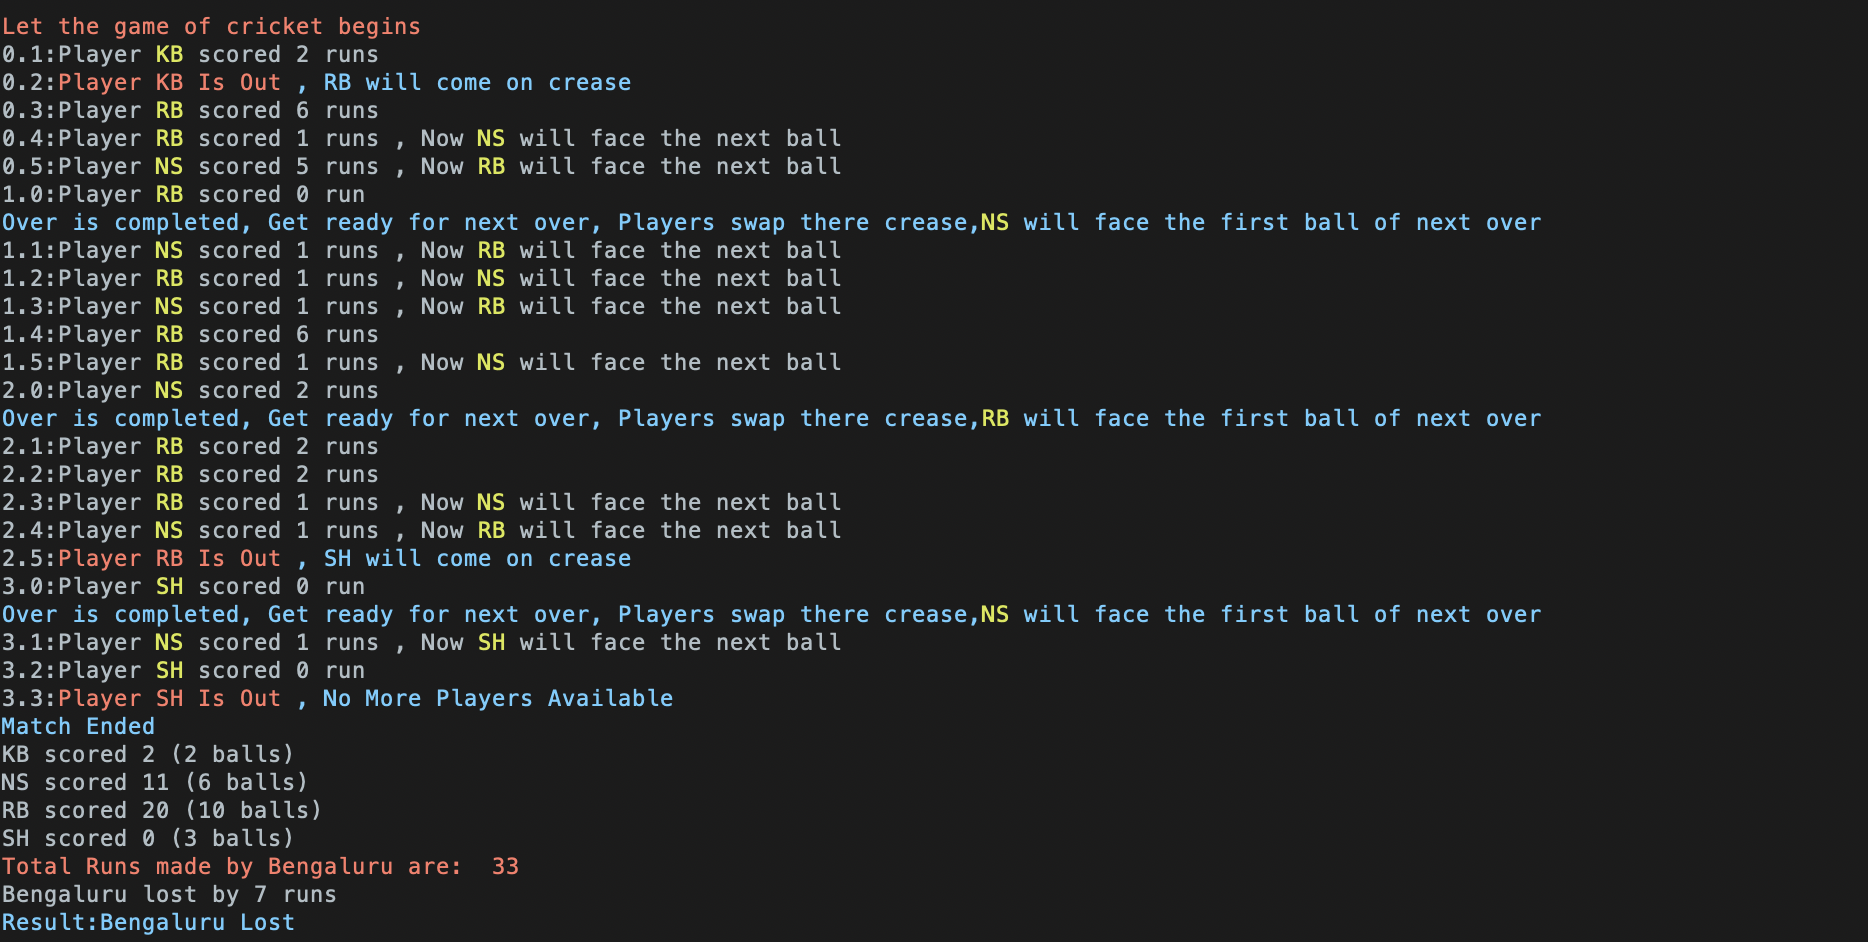 Let the game of cricket begins
0.1:Player KB scored 2 runs
0.2:Player KB Is Out , RB will come on crease
0.3:Player RB scored 6 runs
0.4:Player RB scored 1 runs , Now NS will face the next ball
0.5:Player NS scored 5 runs , Now RB will face the next ball
1.0:Player RB scored 0 run
Over is completed, Get ready for next over, Players swap there crease,NS will face the first ball of next over
1.1:Player NS scored 1 runs , Now RB will face the next ball
1.2:Player RB scored 1 runs , Now NS will face the next ball
1.3:Player NS scored 1 runs , Now RB will face the next ball
1.4:Player RB scored 6 runs
1.5:Player RB scored 1 runs , Now NS will face the next ball
2.0:Player NS scored 2 runs
Over is completed, Get ready for next over, Players swap there crease,RB will face the first ball of next over
2.1:Player RB scored 2 runs
2.2:Player RB scored 2 runs
2.3:Player RB scored 1 runs , Now NS will face the next ball
2.4:Player NS scored 1 runs , Now RB will face the next ball
2.5:Player RB Is Out , SH will come on crease
3.0:Player SH scored 0 run
Over is completed, Get ready for next over, Players swap there crease,NS will face the first ball of next over
3.1:Player NS scored 1 runs , Now SH will face the next ball
3.2:Player SH scored 0 run
3.3:Player SH Is Out , No More Players Available
Match Ended
KB scored 2 (2 balls)
NS scored 11 (6 balls)
RB scored 20 (10 balls)
SH scored 0 (3 balls)
Total Runs made by Bengaluru are:  33
Bengaluru lost by 7 runs
Result:Bengaluru Lost